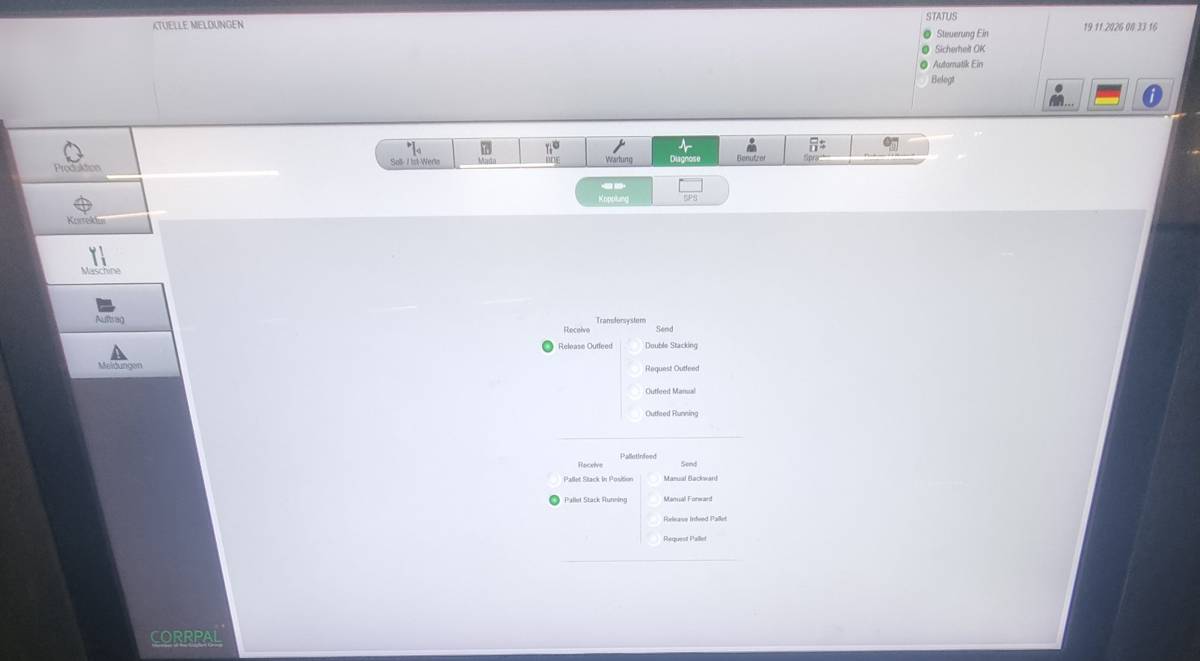 AKTUELLE MELDUNGEN
STATUS
Steuerung Ein
Sicherheit OK
Automatik Ein
Belegt
19.11.2026 08:33:16
Produktion
Korrektur
Maschine
Auftrag
Meldungen
Soll- / Ist-Werte
Mada
BDE
Wartung
Diagnose
Benutzer
Kopplung
SPS
Transfersystem
Receive
Send
Release Outfeed
Double Stacking
Request Outfeed
Outfeed Manual
Outfeed Running
PalletInfeed
Receive
Send
Pallet Stack In Position
Manual Backward
Pallet Stack Running
Manual Forward
Release Infeed Pallet
Request Pallet
CORRPAL